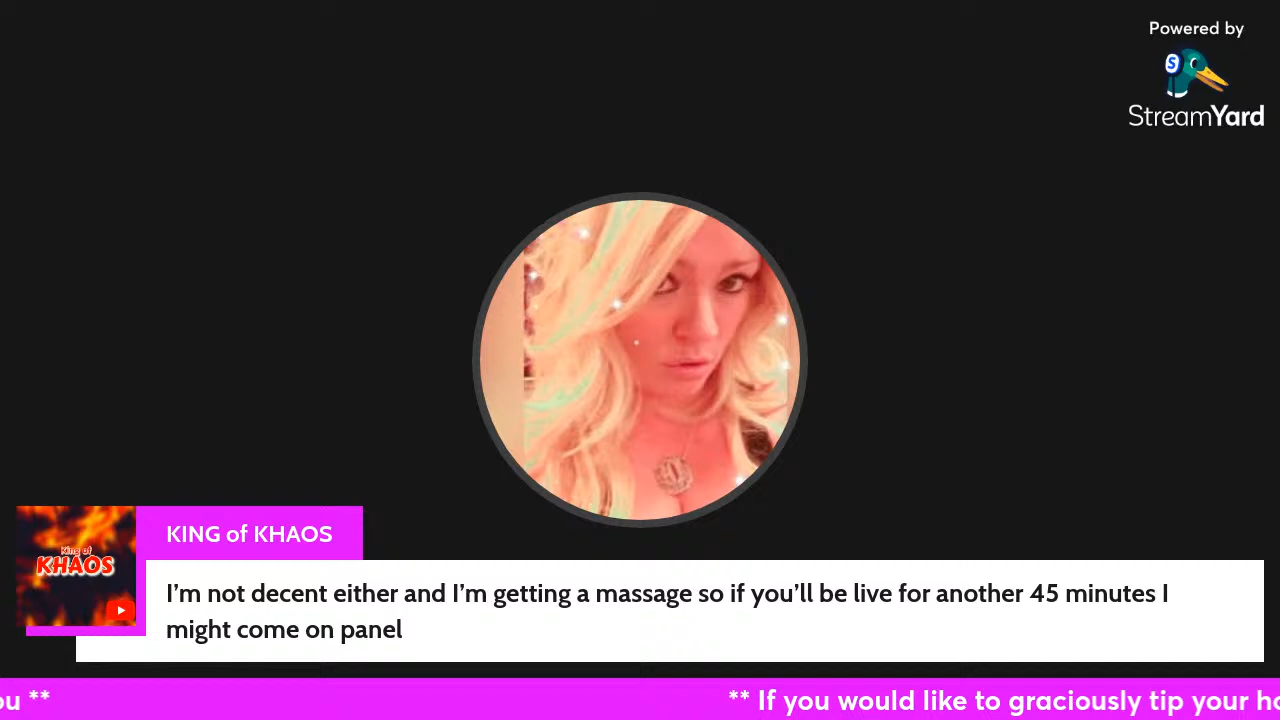 Powered by
S
StreamYard
KING of KHAOS
King of
KHAOS
I’m not decent either and I’m getting a massage so if you’ll be live for another 45 minutes I
might come on panel
** ** If you would like to graciously tip your